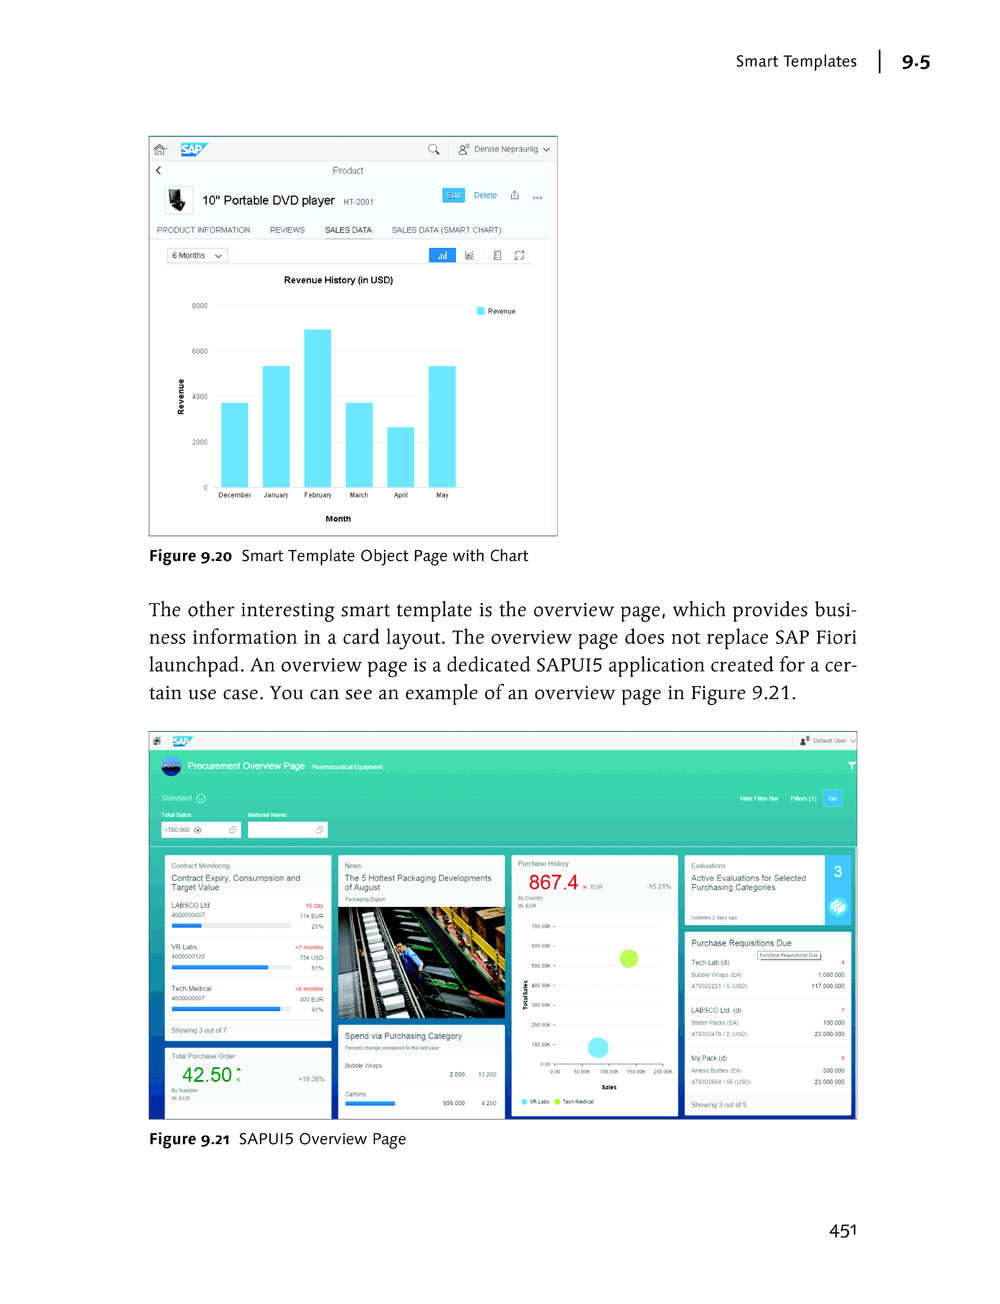 Smart Templates | 9.5
SAP
Denise Nepraunig
Product
10" Portable DVD player HT-2001
Edit Delete
PRODUCT INFORMATION REVIEWS SALES DATA SALES DATA (SMART CHART)
6 Months
Revenue History (in USD)
Revenue
8000
6000
4000
2000
0
Revenue
December January February March April May
Month
Figure 9.20 Smart Template Object Page with Chart
The other interesting smart template is the overview page, which provides busi-
ness information in a card layout. The overview page does not replace SAP Fiori
launchpad. An overview page is a dedicated SAPUI5 application created for a cer-
tain use case. You can see an example of an overview page in Figure 9.21.
SAP
Default User
Procurement Overview Page Pharmaceutical Equipment
Standard
Hide Filter Bar Filters (1) Go
Total Sales: Material Name:
<700,000
Contract Monitoring
Contract Expiry, Consumpsion and
Target Value
LABSCO Ltd 18 day
4600000007 11k EUR
25%
VR Labs >7 months
4600000120 75k USD
81%
Tech-Medical >6 months
4600000007 300 EUR
91%
Showing 3 out of 7
Total Purchase Order
42.50 K
+19.38%
By Supplier
IN, EUR
News
The 5 Hottest Packaging Developments
of August
Packaging Digest
Spend via Purchasing Category
Percent change compared to the last year
Bubble Wraps
2.000 13.200
Cartons
956.000 4.200
Purchase History
867.4 K EUR
-15.21%
By Country
IN, EUR
700.00K
600.00K
500.00K
400.00K
300.00K
200.00K
100.00K
0.00
TotalSales
0.00 50.00K 100.00K 150.00K 200.00K
Sales
VR Labs Tech-Medical
Evaluations
Active Evaluations for Selected
Purchasing Categories
3
Updated 2 days ago
Purchase Requisitions Due
Purchase Requisitions Due
Tech Lab (d) 4
Bubble Wraps (EA) 1,000.000
479302221 / 5 (USD) 117,000.000
LABSCO Ltd. (d) 7
Blister Packs (EA) 100.000
479303478 / 2 (USD) 23,000.000
My Pack (d) 8
Airless Bottles (EA) 500.000
479302664 / 56 (USD) 23,000.000
Showing 3 out of 5
Figure 9.21 SAPUI5 Overview Page
451